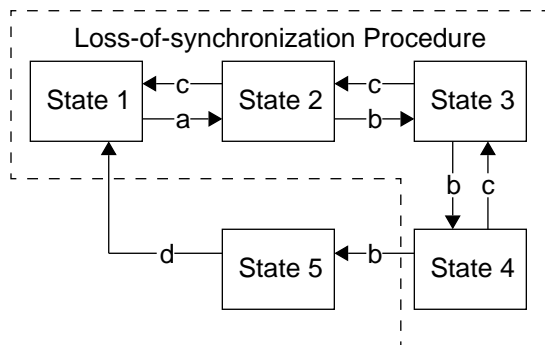 Loss-of-synchronization Procedure
c
c
State 1
State 2
State 3
a
b
b
c
d
State 5
b
State 4